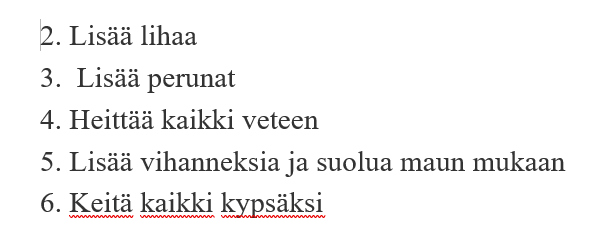 2. Lisää lihaa
3.  Lisää perunat
4. Heittää kaikki veteen
5. Lisää vihanneksia ja suolua maun mukaan
6. Keitä kaikki kypsäksi